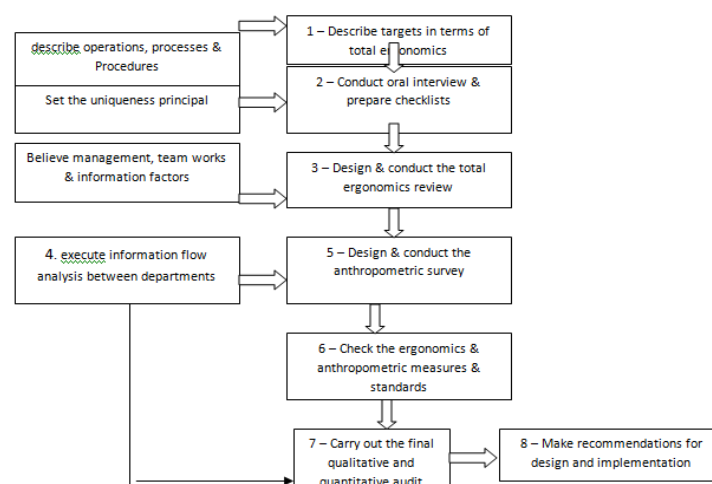 1 – Describe targets in terms of
total ergonomics
describe operations, processes &
Procedures
Set the uniqueness principal
2 – Conduct oral interview &
prepare checklists
Believe management, team works
& information factors
3 – Design & conduct the total
ergonomics review
4. execute information flow
analysis between departments
5 – Design & conduct the
anthropometric survey
6 – Check the ergonomics &
anthropometric measures &
standards
7 – Carry out the final
qualitative and
quantitative audit
8 – Make recommendations for
design and implementation